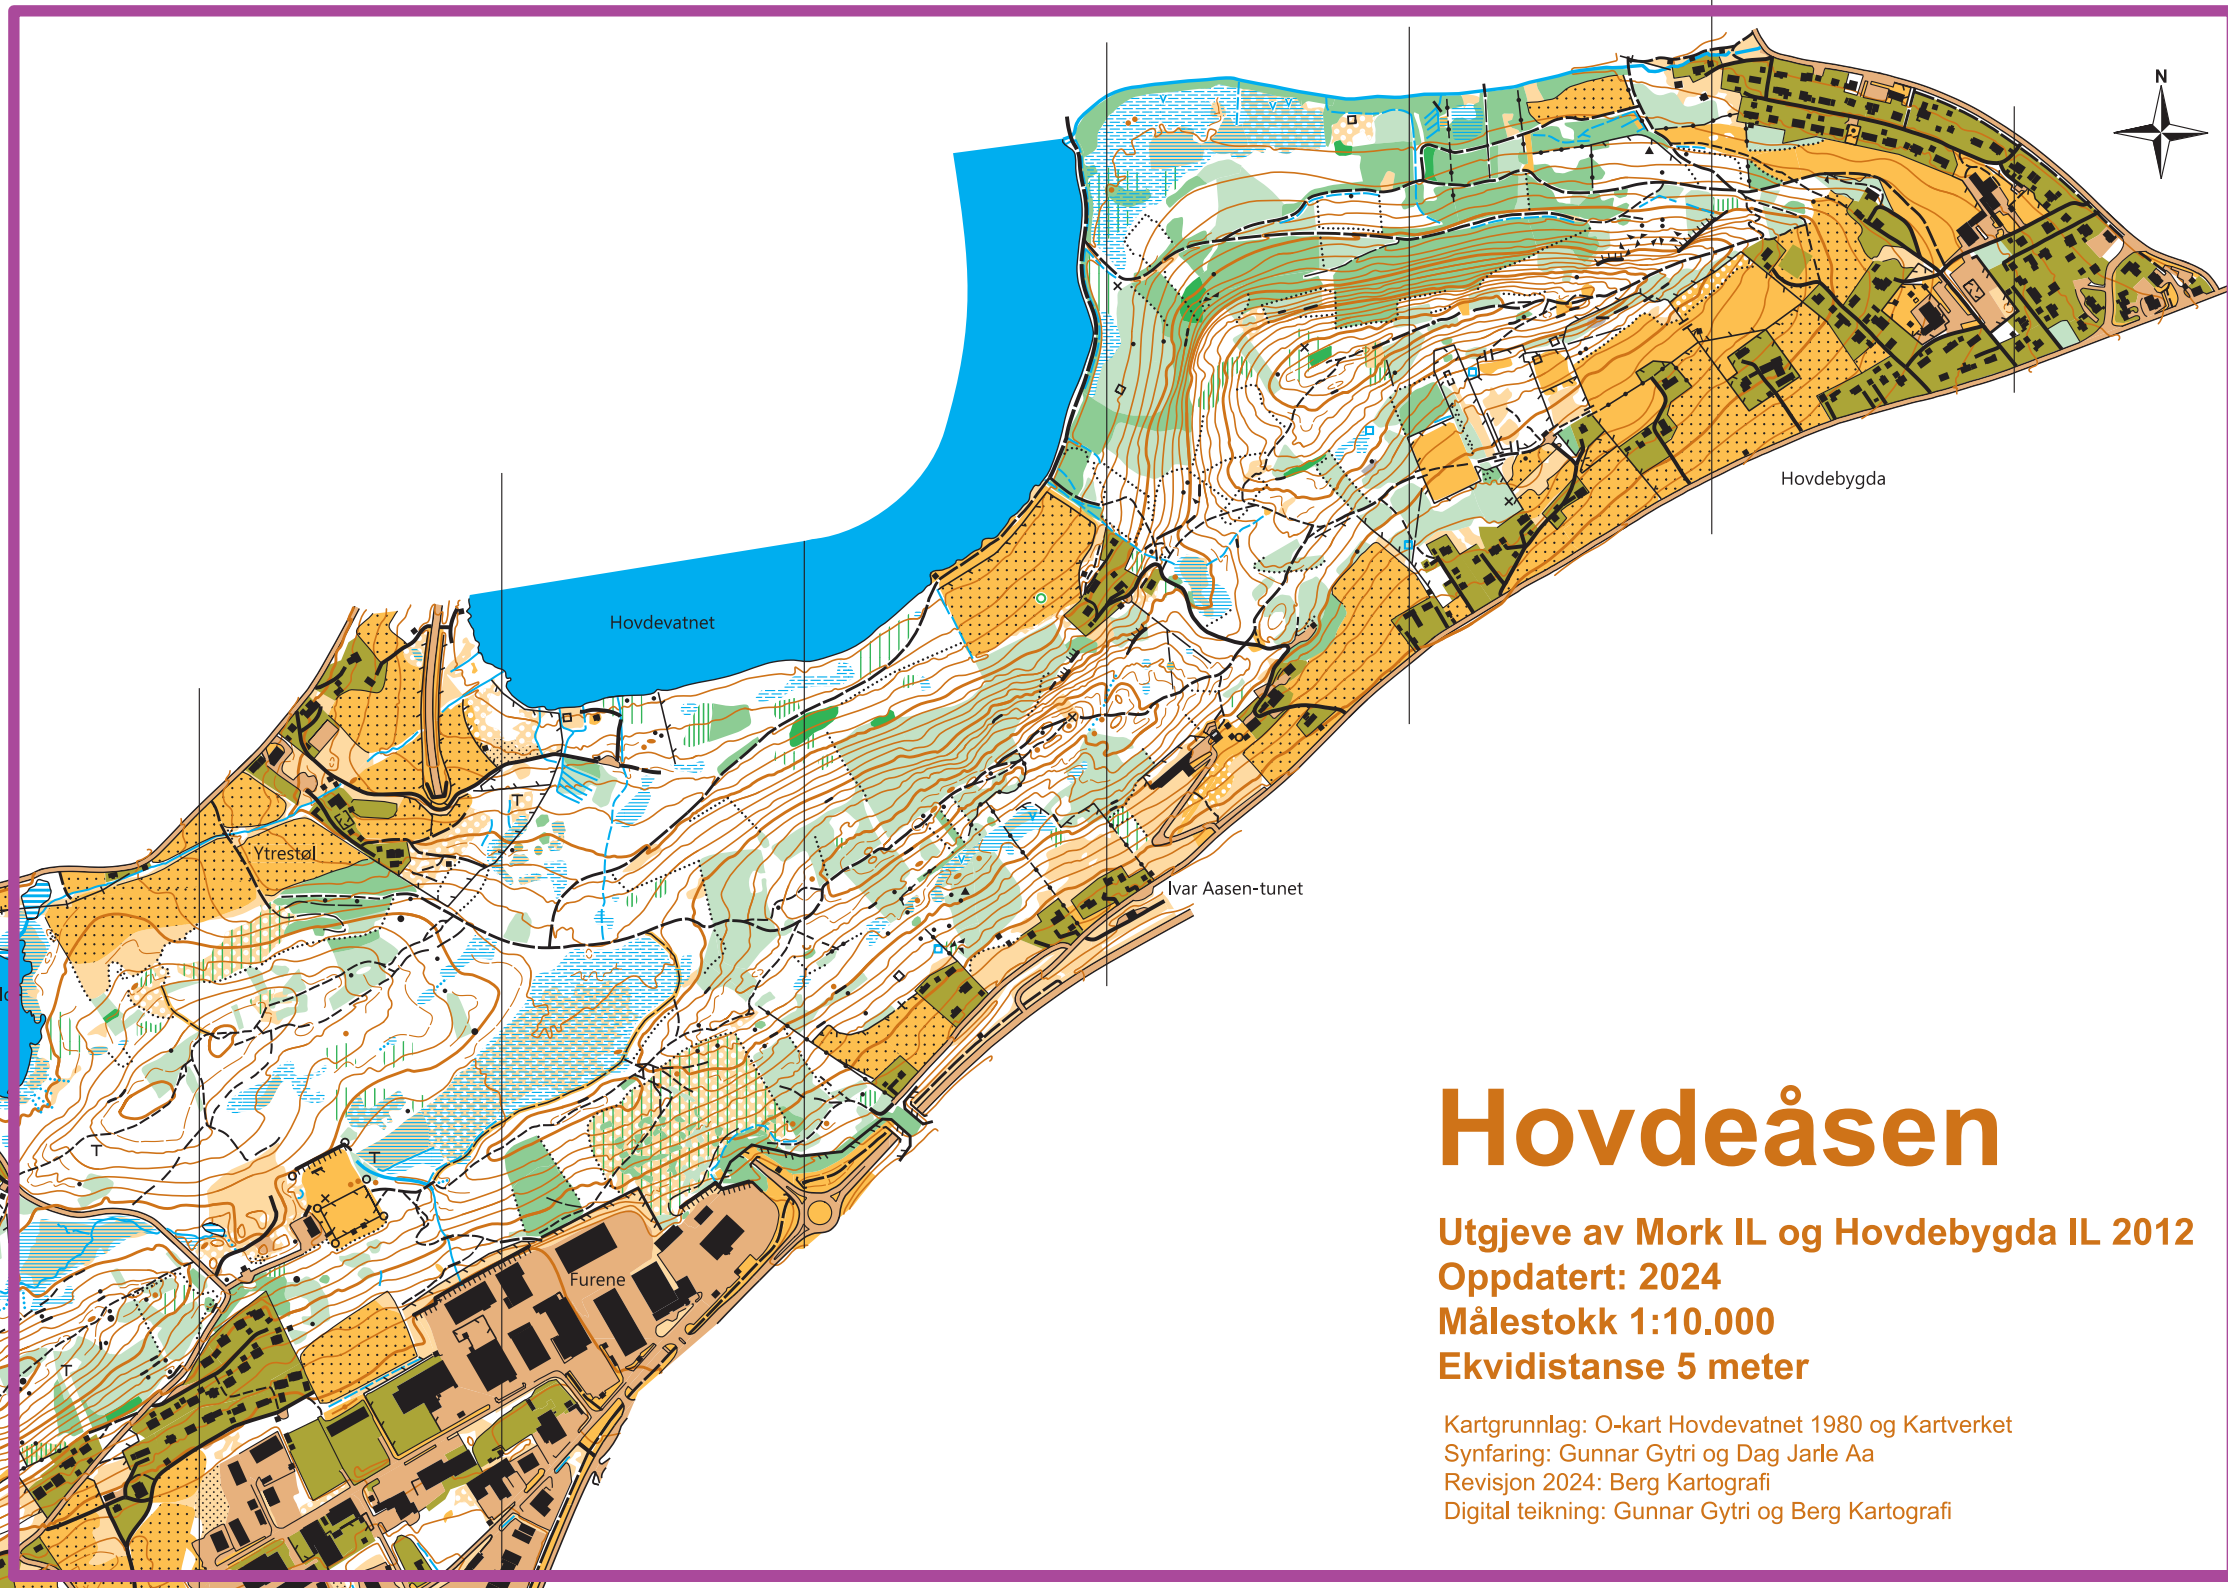 N
Hovdebygda
Hovdevatnet
Ytrestøl
Ivar Aasen-tunet
Furene
Hovdeåsen
Utgjeve av Mork IL og Hovdebygda IL 2012
Oppdatert: 2024
Målestokk 1:10.000
Ekvidistanse 5 meter
Kartgrunnlag: O-kart Hovdevatnet 1980 og Kartverket
Synfaring: Gunnar Gytri og Dag Jarle Aa
Revisjon 2024: Berg Kartografi
Digital teikning: Gunnar Gytri og Berg Kartografi